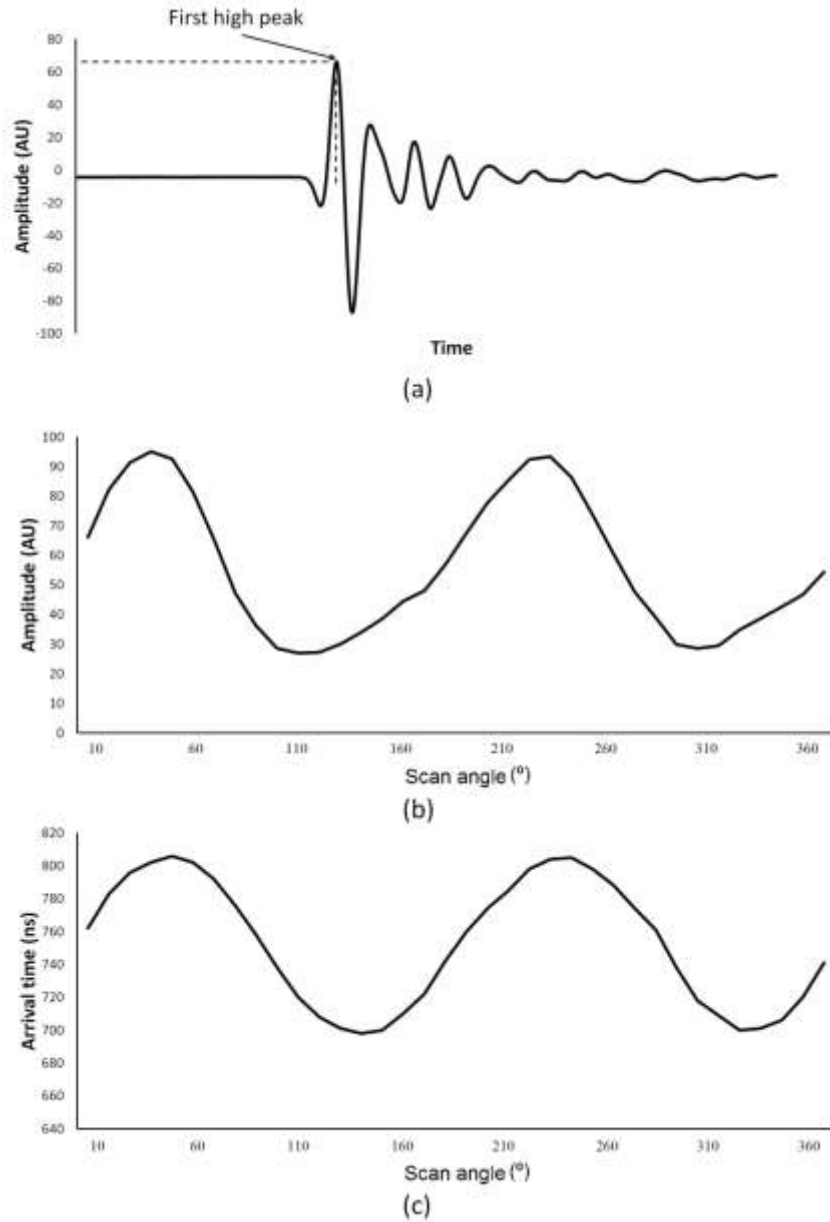 First high peak
80
60
40
20
0
-20
-40
-60
-80
-100
Amplitude (AU)
Time
(a)
100
90
80
70
60
50
40
30
20
10
0
Amplitude (AU)
10 60 110 160 210 260 310 360
Scan angle (o)
(b)
820
800
780
760
740
720
700
680
660
640
Arrival time (ns)
10 60 110 160 210 260 310 360
Scan angle (o)
(c)